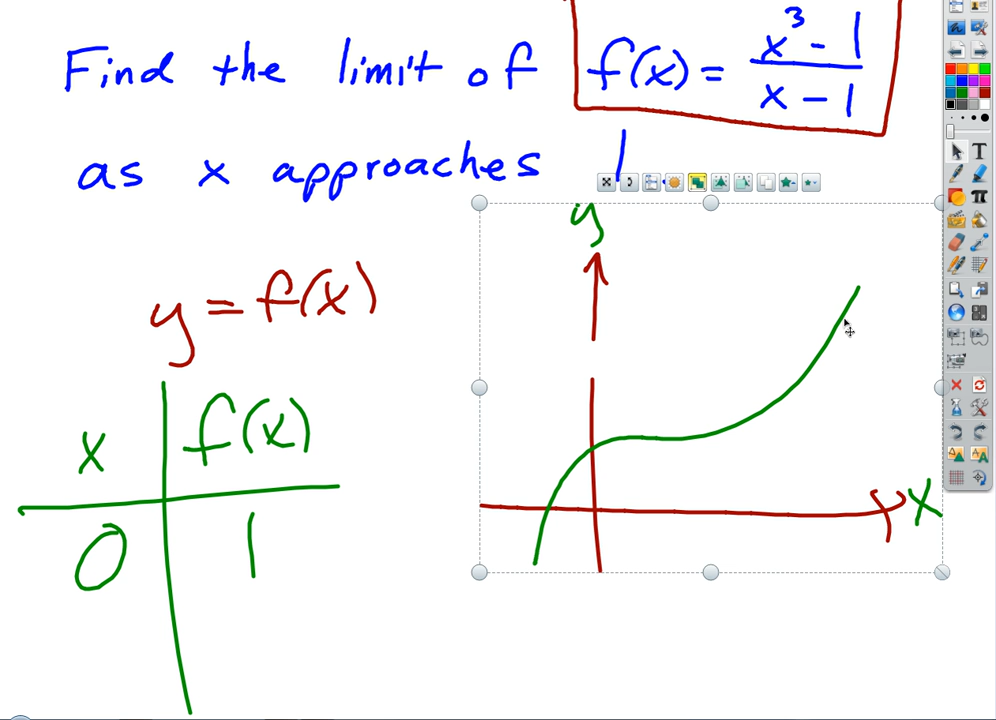 Find the limit of f(x) = x³ - 1 / x - 1
as x approaches 1
y = f(x)
x f(x)
0 1
y
x